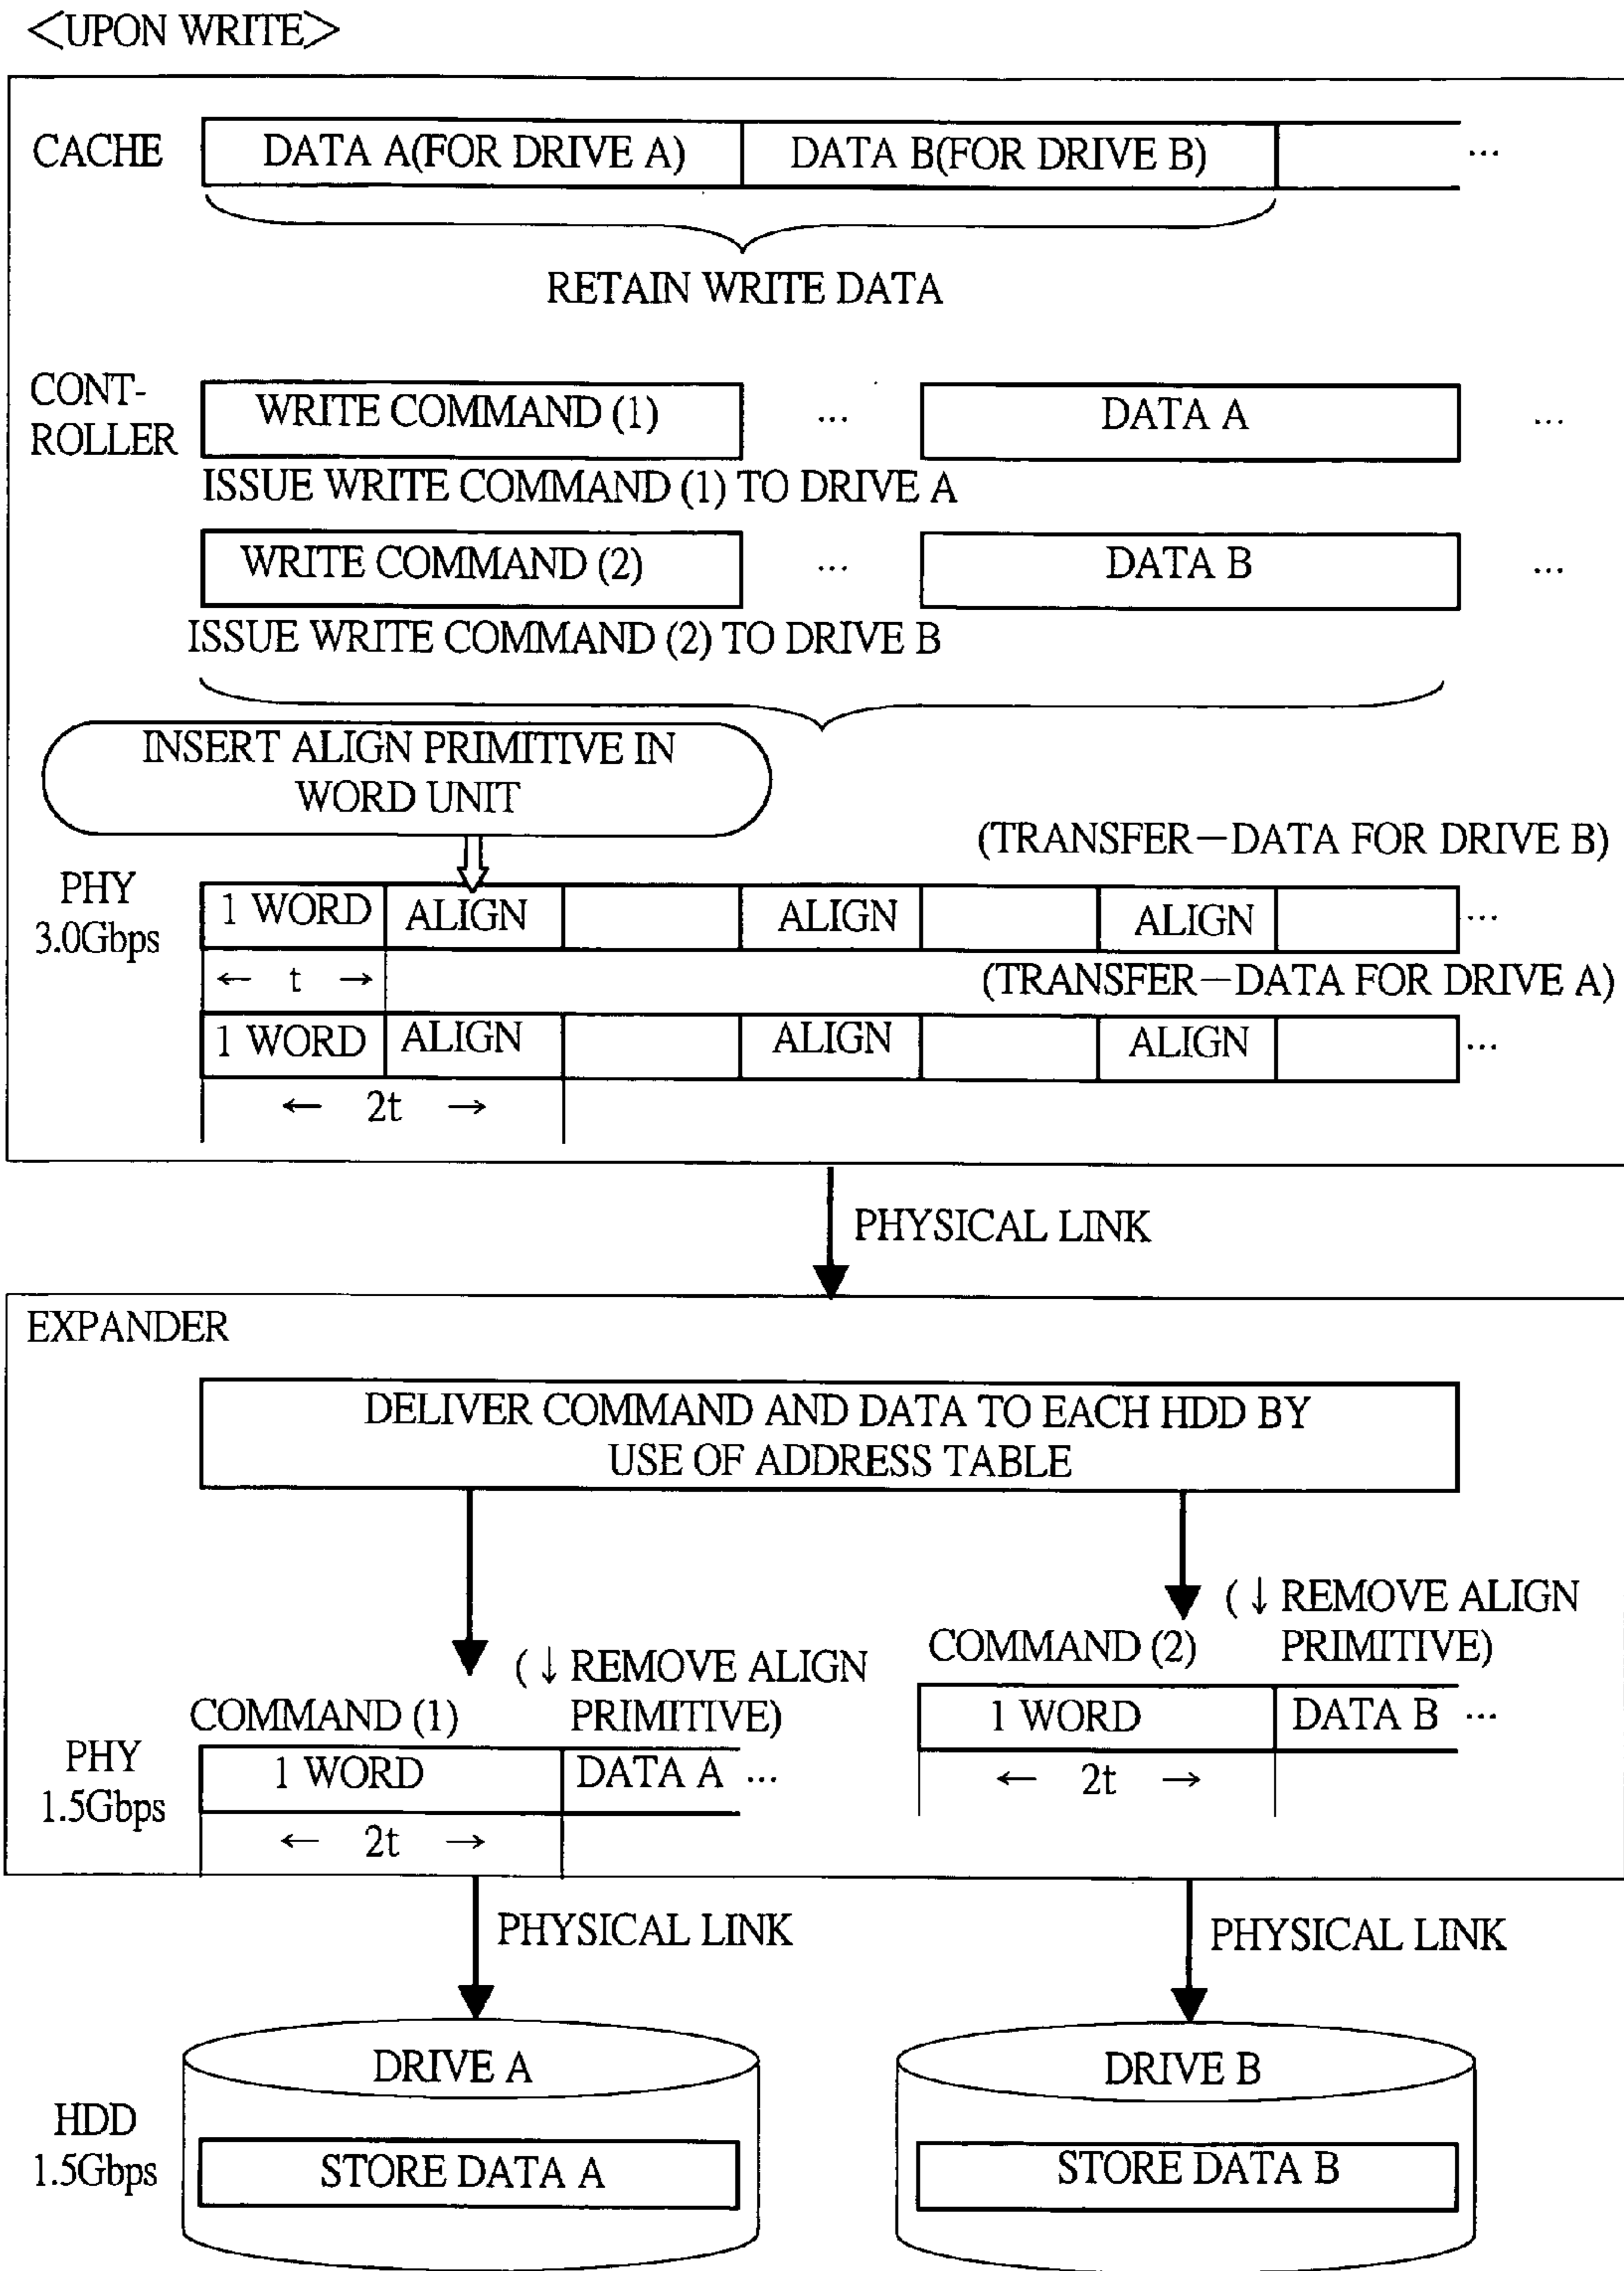 <UPON WRITE>
CACHE
DATA A(FOR DRIVE A)
DATA B(FOR DRIVE B)
...
RETAIN WRITE DATA
CONT-
ROLLER
WRITE COMMAND (1)
...
DATA A
...
ISSUE WRITE COMMAND (1) TO DRIVE A
WRITE COMMAND (2)
...
DATA B
...
ISSUE WRITE COMMAND (2) TO DRIVE B
INSERT ALIGN PRIMITIVE IN
WORD UNIT
(TRANSFER-DATA FOR DRIVE B)
PHY
3.0Gbps
1 WORD
ALIGN
ALIGN
ALIGN
...
← t →
(TRANSFER-DATA FOR DRIVE A)
1 WORD
ALIGN
ALIGN
ALIGN
...
← 2t →
PHYSICAL LINK
EXPANDER
DELIVER COMMAND AND DATA TO EACH HDD BY
USE OF ADDRESS TABLE
(↓ REMOVE ALIGN
PRIMITIVE)
COMMAND (2)
1 WORD
DATA B ...
← 2t →
(↓ REMOVE ALIGN
PRIMITIVE)
COMMAND (1)
PHY
1.5Gbps
1 WORD
DATA A ...
← 2t →
PHYSICAL LINK
PHYSICAL LINK
DRIVE A
DRIVE B
HDD
1.5Gbps
STORE DATA A
STORE DATA B